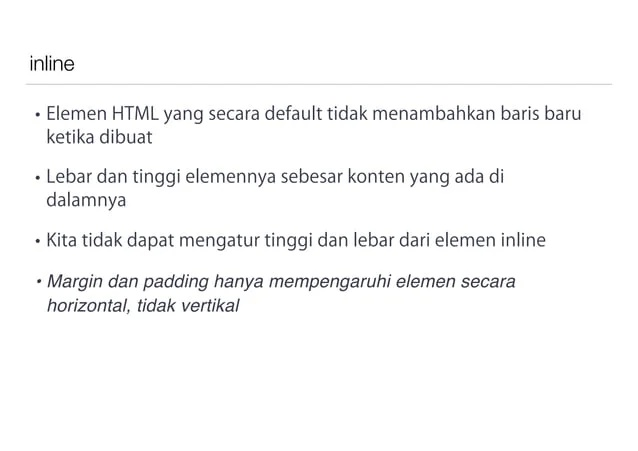 inline
• Elemen HTML yang secara default tidak menambahkan baris baru
ketika dibuat
• Lebar dan tinggi elemennya sebesar konten yang ada di
dalamnya
• Kita tidak dapat mengatur tinggi dan lebar dari elemen inline
• Margin dan padding hanya mempengaruhi elemen secara
horizontal, tidak vertikal